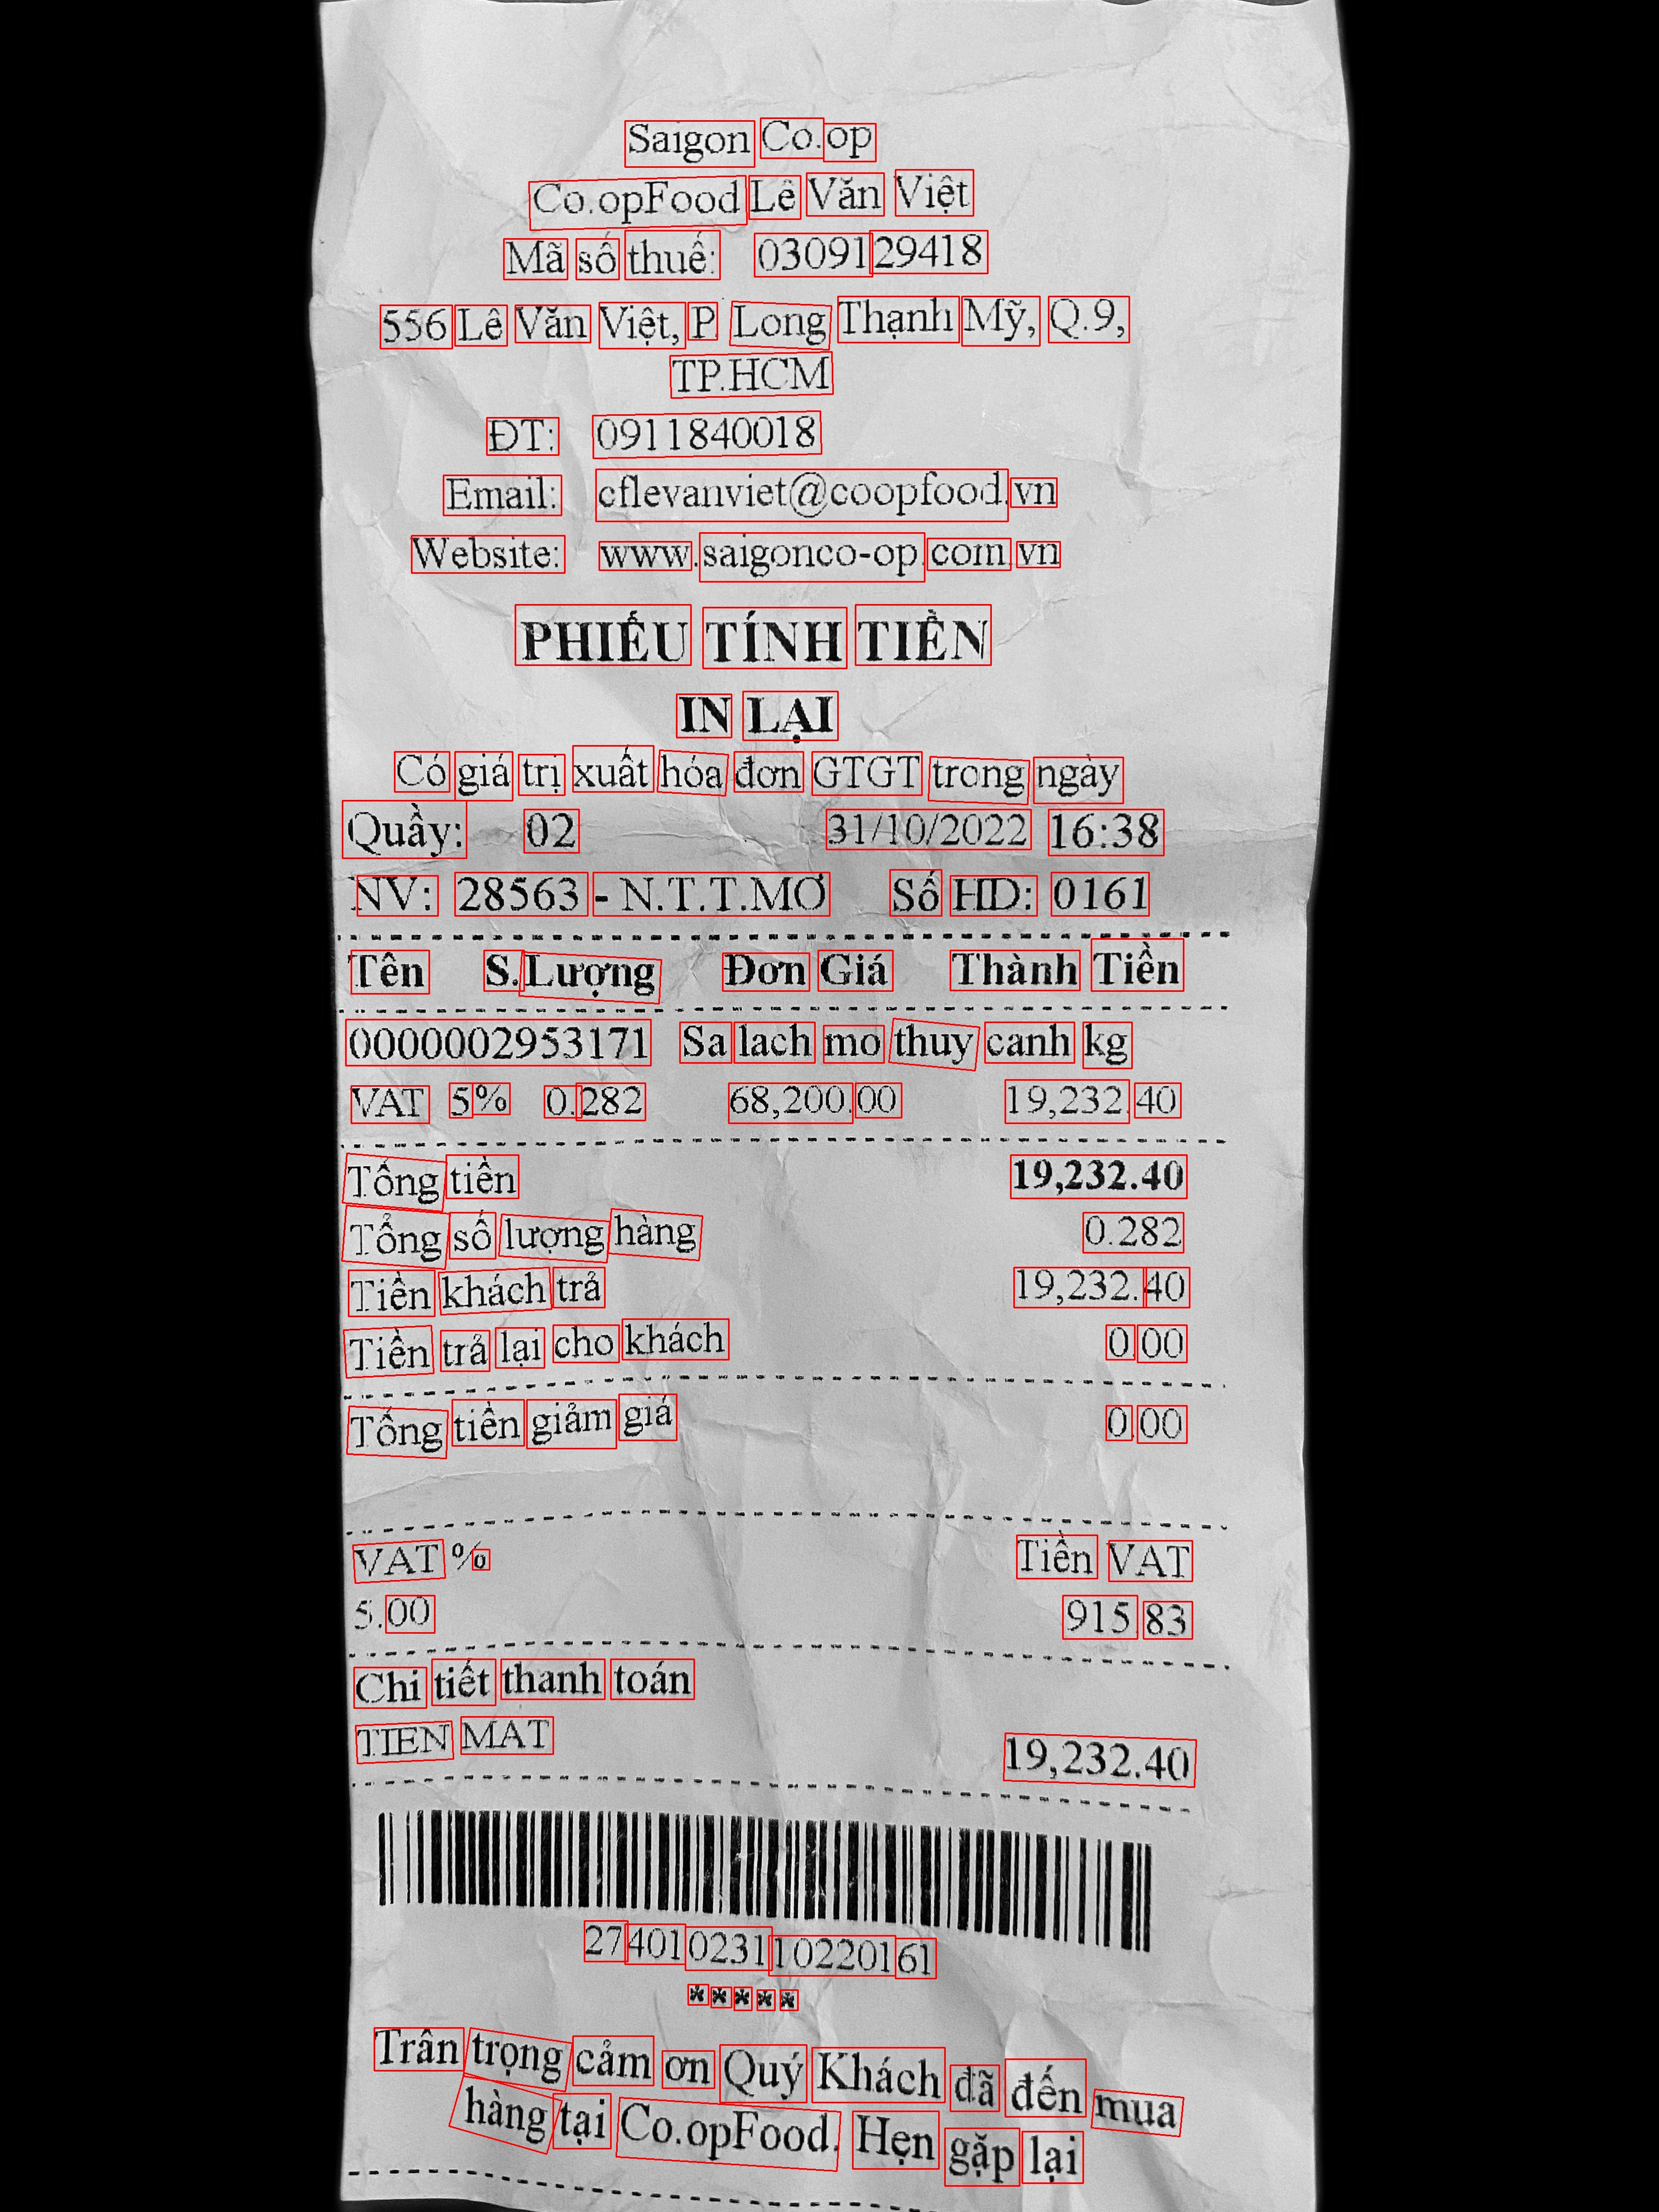 Saigon Co.op
Co.opFood Lê Văn Việt
Mã số thuế: 0309129418
556 Lê Văn Việt, P. Long Thạnh Mỹ, Q.9,
TP.HCM
ĐT: 0911840018
Email: cflevanviet@coopfood.vn
Website: www.saigonco-op.com.vn
PHIẾU TÍNH TIỀN
IN LẠI
Có giá trị xuất hóa đơn GTGT trong ngày
Quầy: 02 31/10/2022 16:38
NV: 28563 - N.T.T.MƠ Số HD: 0161
Tên S.Lượng Đơn Giá Thành Tiền
0000002953171 Sa lach mo thuy canh kg
VAT 5% 0.282 68,200.00 19,232.40
Tổng tiền 19,232.40
Tổng số lượng hàng 0.282
Tiền khách trả 19,232.40
Tiền trả lại cho khách 0.00
Tổng tiền giảm giá 0.00
VAT % Tiền VAT
5.00 915.83
Chi tiết thanh toán
TIEN MAT 19,232.40
27401023110220161
*****
Trân trọng cảm ơn Quý Khách đã đến mua
hàng tại Co.opFood. Hẹn gặp lại